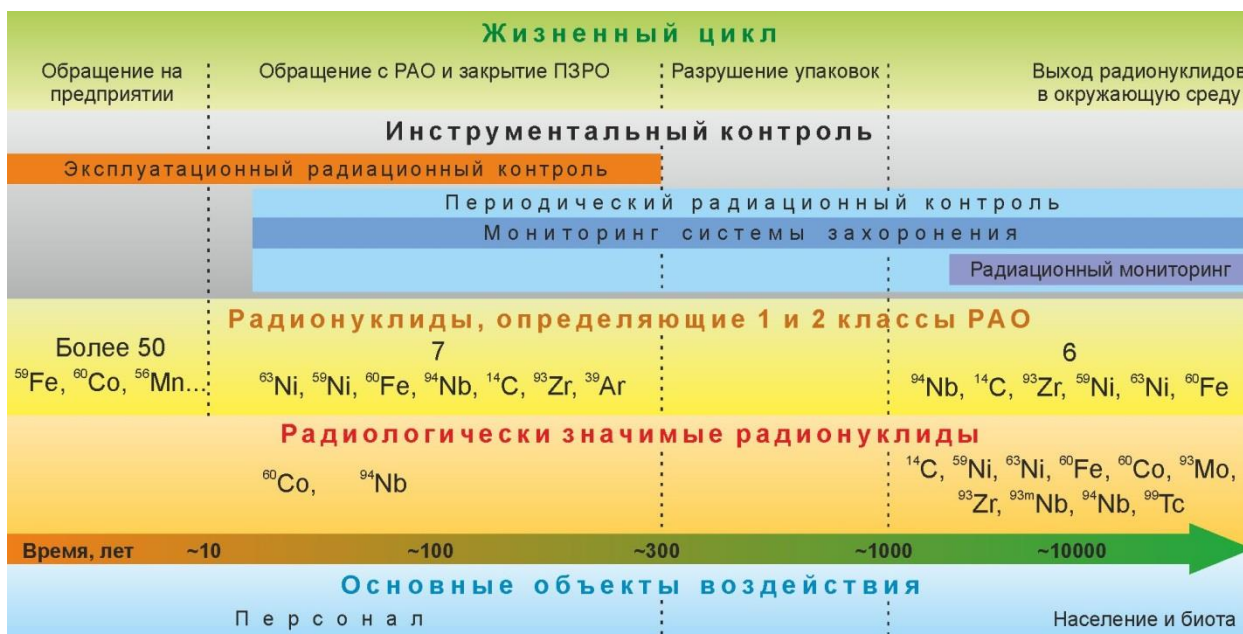 Жизненный цикл
Обращение на предприятии
Обращение с РАО и закрытие ПЗРО
Разрушение упаковок
Выход радионуклидов
в окружающую среду
Инструментальный контроль
Эксплуатационный радиационный контроль
Периодический радиационный контроль
Мониторинг системы захоронения
Радиационный мониторинг
Радионуклиды, определяющие 1 и 2 классы РАО
Более 50
⁵⁹Fe, ⁶⁰Co, ⁵⁶Mn...
7
⁶³Ni, ⁵⁹Ni, ⁶⁰Fe, ⁹⁴Nb, ¹⁴C, ⁹³Zr, ³⁹Ar
6
⁹⁴Nb, ¹⁴C, ⁹³Zr, ⁵⁹Ni, ⁶³Ni, ⁶⁰Fe
Радиологически значимые радионуклиды
⁶⁰Co, ⁹⁴Nb
¹⁴C, ⁵⁹Ni, ⁶³Ni, ⁶⁰Fe, ⁶⁰Co, ⁹³Mo,
⁹³Zr, ⁹³ᵐNb, ⁹⁴Nb, ⁹⁹Tc
Время, лет ~10 ~100 ~300 ~1000 ~10000
Основные объекты воздействия
Персонал
Население и биота